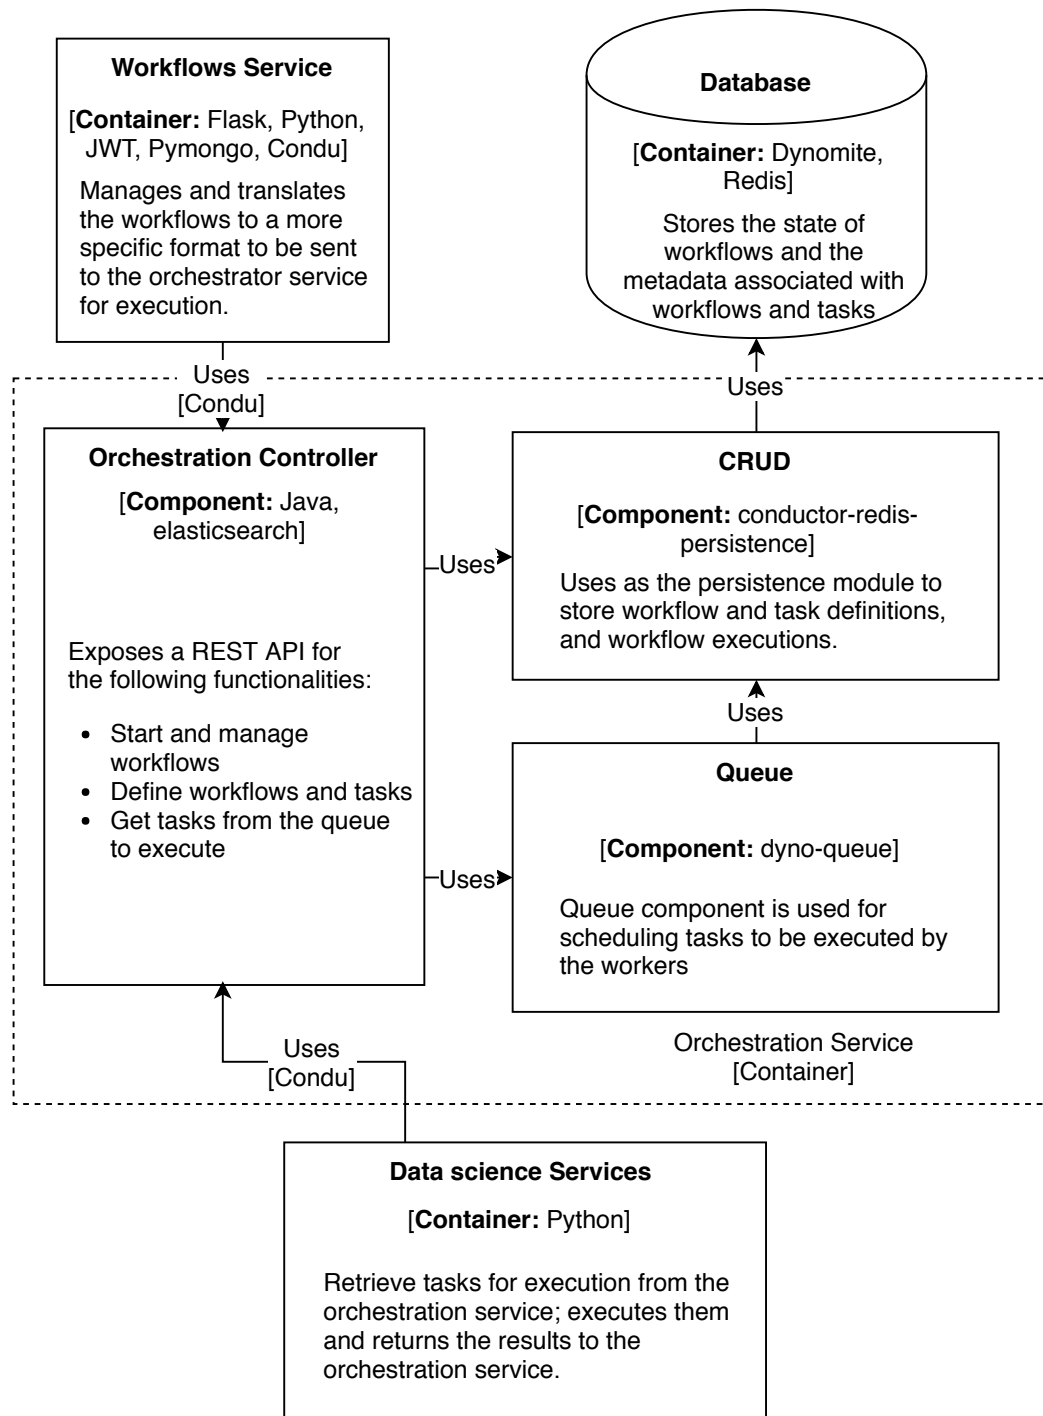 Workflows Service
[Container: Flask, Python,
JWT, Pymongo, Condu]
Manages and translates
the workflows to a more
specific format to be sent
to the orchestrator service
for execution.
Database
[Container: Dynomite,
Redis]
Stores the state of
workflows and the
metadata associated with
workflows and tasks
Uses
[Condu]
Uses
Orchestration Controller
[Component: Java,
elasticsearch]
Exposes a REST API for
the following functionalities:
• Start and manage
workflows
• Define workflows and tasks
• Get tasks from the queue
to execute
Uses
CRUD
[Component: conductor-redis-
persistence]
Uses as the persistence module to
store workflow and task definitions,
and workflow executions.
Uses
Uses
Queue
[Component: dyno-queue]
Queue component is used for
scheduling tasks to be executed by
the workers
Orchestration Service
[Container]
Uses
[Condu]
Data science Services
[Container: Python]
Retrieve tasks for execution from the
orchestration service; executes them
and returns the results to the
orchestration service.